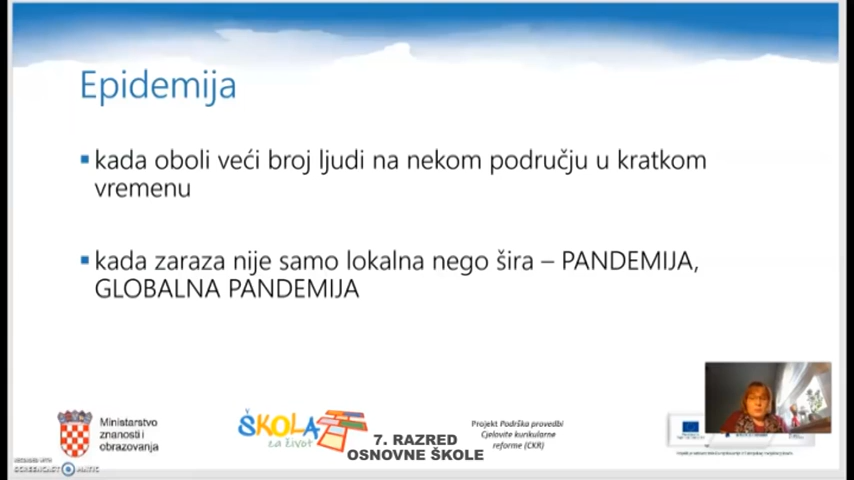 Epidemija
kada oboli veći broj ljudi na nekom području u kratkom
vremenu
kada zaraza nije samo lokalna nego šira – PANDEMIJA,
GLOBALNA PANDEMIJA
Ministarstvo
znanosti i
obrazovanja
ŠKOLA
za život
7. RAZRED
OSNOVNE ŠKOLE
Projekt Podrška provedbi
Cjelovite kurikularne
reforme (CKR)
SCREENCAST MATIC